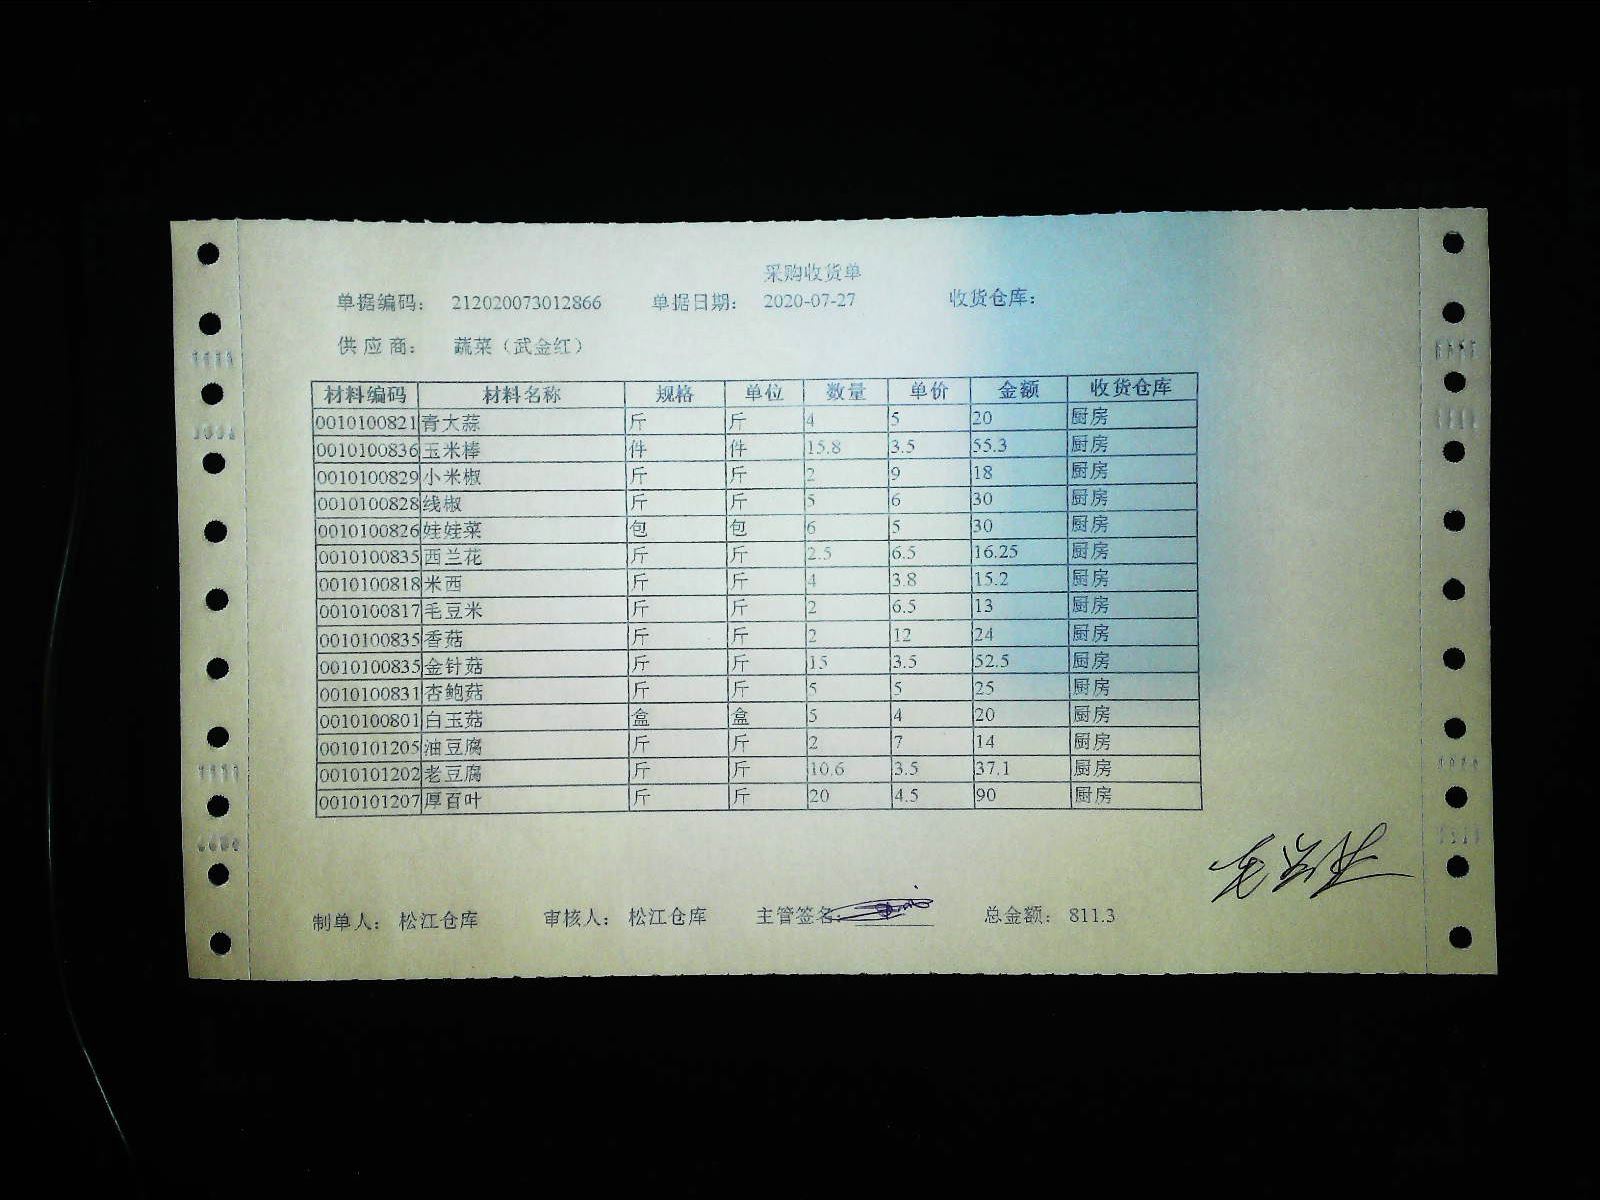 采购收货单
单据编码： 212020073012866 单据日期： 2020-07-27 收货仓库：
供应商： 蔬菜（武金红）
材料编码 材料名称 规格 单位 数量 单价 金额 收货仓库
0010100821 青大蒜 斤 斤 4 5 20 厨房
0010100836 玉米棒 件 件 15.8 3.5 55.3 厨房
0010100829 小米椒 斤 斤 2 9 18 厨房
0010100828 线椒 斤 斤 5 6 30 厨房
0010100826 娃娃菜 包 包 6 5 30 厨房
0010100835 西兰花 斤 斤 2.5 6.5 16.25 厨房
0010100818 米西 斤 斤 4 3.8 15.2 厨房
0010100817 毛豆米 斤 斤 2 6.5 13 厨房
0010100835 香菇 斤 斤 2 12 24 厨房
0010100835 金针菇 斤 斤 15 3.5 52.5 厨房
0010100831 杏鲍菇 斤 斤 5 5 25 厨房
0010100801 白玉菇 盒 盒 5 4 20 厨房
0010101205 油豆腐 斤 斤 2 7 14 厨房
0010101202 老豆腐 斤 斤 10.6 3.5 37.1 厨房
0010101207 厚百叶 斤 斤 20 4.5 90 厨房
制单人： 松江仓库 审核人： 松江仓库 主管签名： 总金额： 811.3